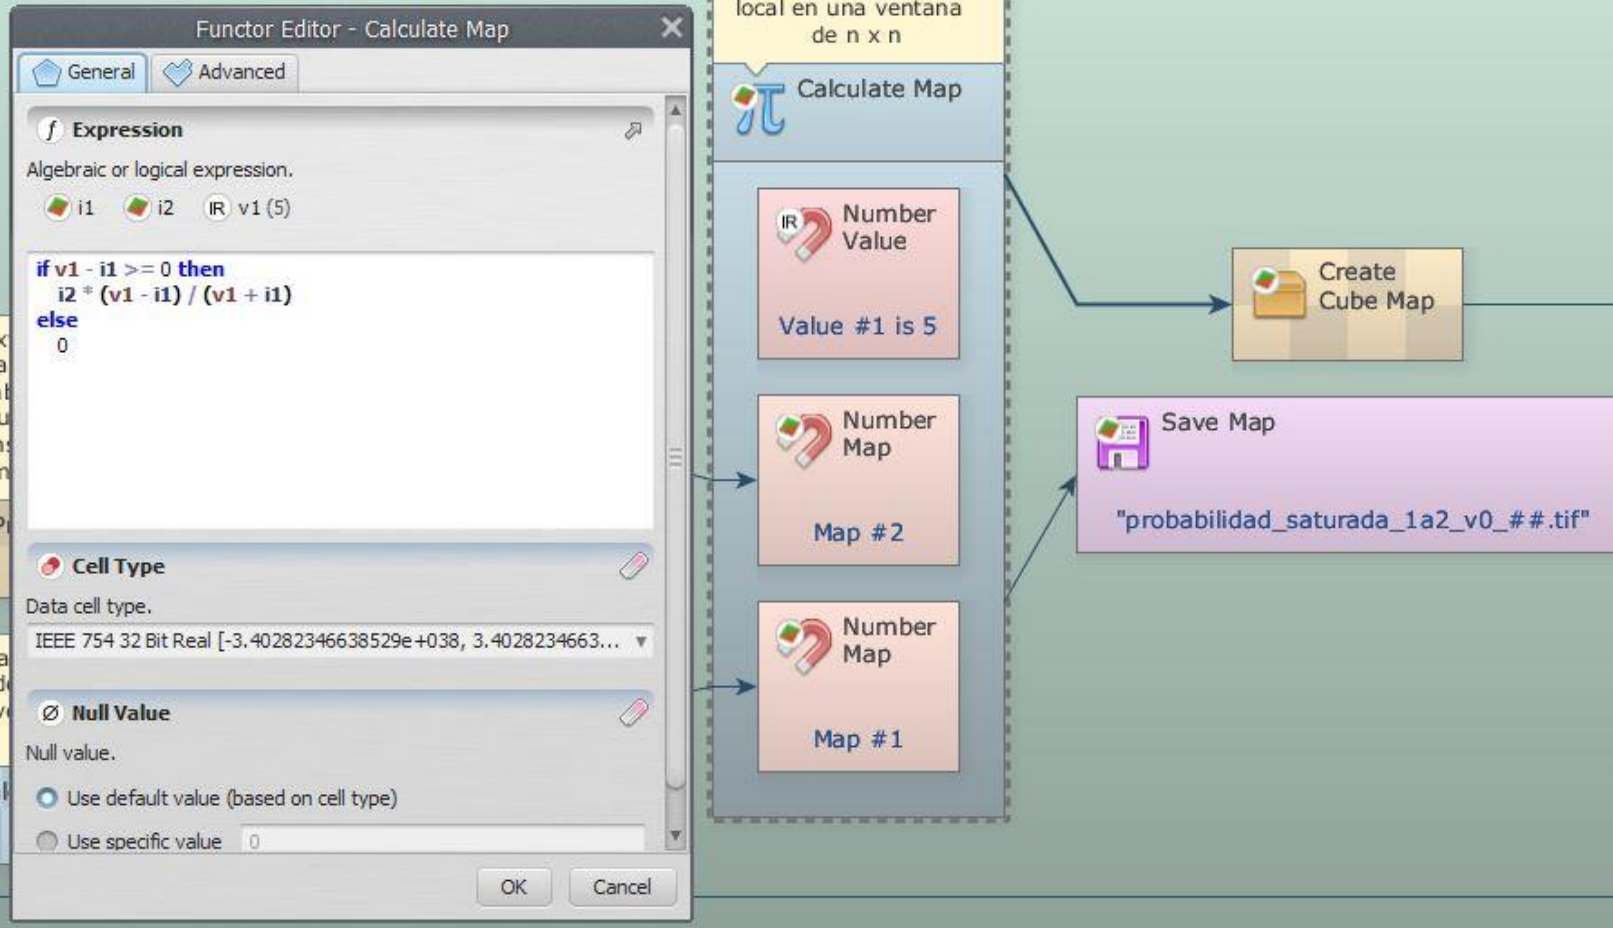 Functor Editor - Calculate Map
General
Advanced
Expression
Algebraic or logical expression.
i1 i2 IR v1 (5)
if v1 - i1 >= 0 then
i2 * (v1 - i1) / (v1 + i1)
else
0
Cell Type
Data cell type.
IEEE 754 32 Bit Real [-3.40282346638529e+038, 3.4028234663...
Null Value
Null value.
Use default value (based on cell type)
Use specific value 0
OK
Cancel
local en una ventana
de n x n
Calculate Map
IR
Number
Value
Value #1 is 5
Number
Map
Map #2
Number
Map
Map #1
Create
Cube Map
Save Map
"probabilidad_saturada_1a2_v0_##.tif"